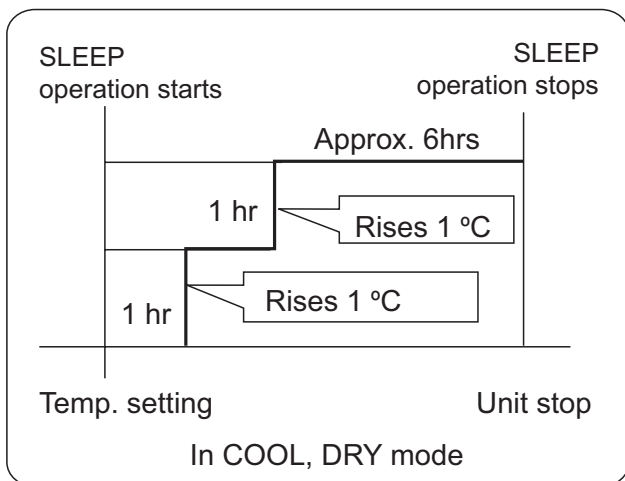 SLEEP
operation starts
SLEEP
operation stops
Approx. 6hrs
1 hr
Rises 1 ºC
1 hr
Rises 1 ºC
Temp. setting
Unit stop
In COOL, DRY mode